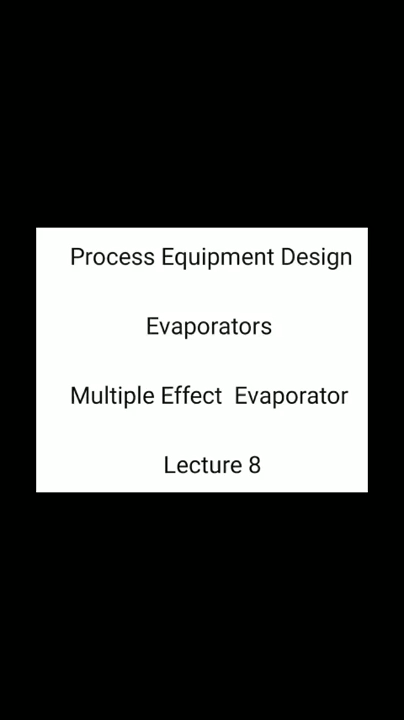 Process Equipment Design
Evaporators
Multiple Effect  Evaporator
Lecture 8